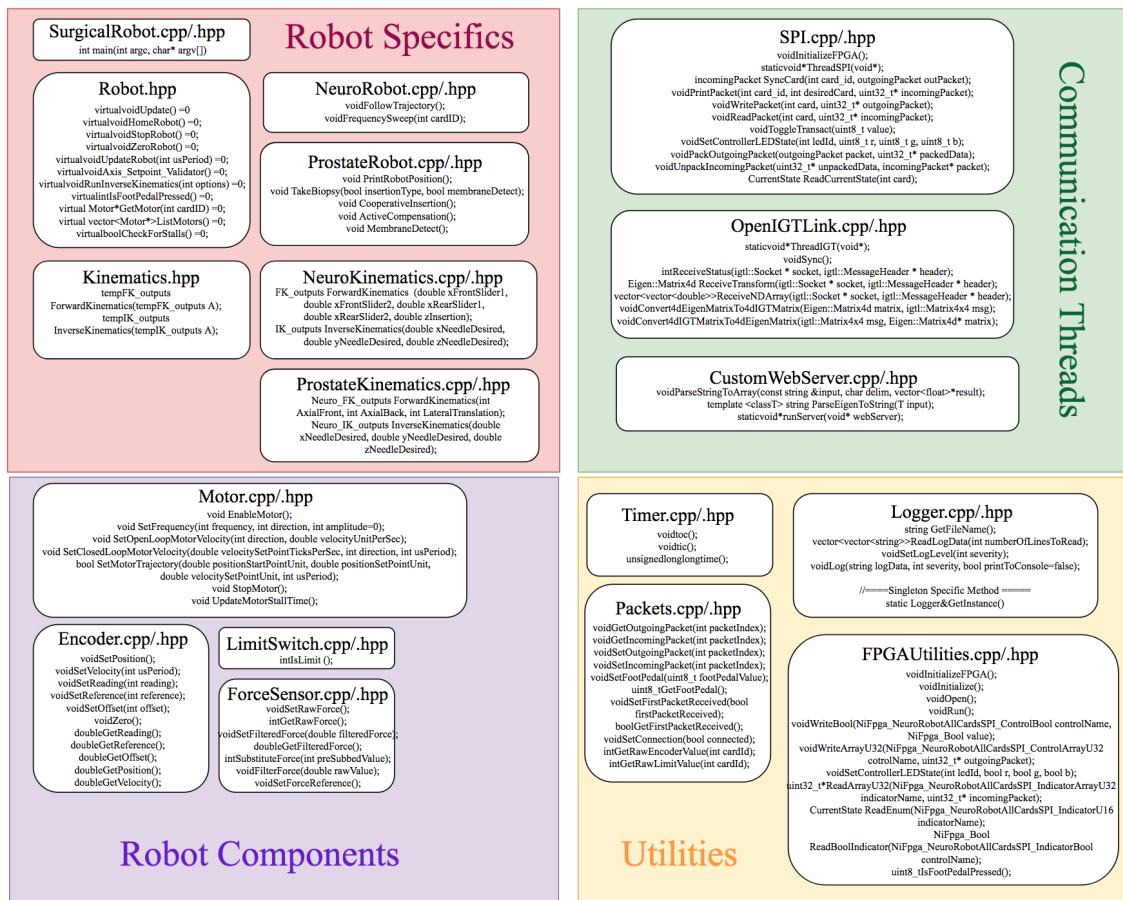 Robot Specifics
SurgicalRobot.cpp/.hpp
int main(int argc, char* argv[])
Robot.hpp
virtualvoidUpdate() =0
virtualvoidHomeRobot() =0;
virtualvoidStopRobot() =0;
virtualvoidZeroRobot() =0;
virtualvoidUpdateRobot(int usPeriod) =0;
virtualvoidAxis_Setpoint_Validator() =0;
virtualvoidRunInverseKinematics(int options) =0;
virtualintIsFootPedalPressed() =0;
virtual Motor*GetMotor(int cardID) =0;
virtual vector<Motor*>ListMotors() =0;
virtualboolCheckForStalls() =0;
NeuroRobot.cpp/.hpp
voidFollowTrajectory();
voidFrequencySweep(int cardID);
ProstateRobot.cpp/.hpp
void PrintRobotPosition();
void TakeBiopsy(bool insertionType, bool membraneDetect);
void CooperativeInsertion();
void ActiveCompensation();
void MembraneDetect();
Kinematics.hpp
tempFK_outputs
ForwardKinematics(tempFK_outputs A);
tempIK_outputs
InverseKinematics(tempIK_outputs A);
NeuroKinematics.cpp/.hpp
FK_outputs ForwardKinematics (double xFrontSlider1,
double xFrontSlider2, double xRearSlider1,
double xRearSlider2, double zInsertion);
IK_outputs InverseKinematics(double xNeedleDesired,
double yNeedleDesired, double zNeedleDesired);
ProstateKinematics.cpp/.hpp
Neuro_FK_outputs ForwardKinematics(int
AxialFront, int AxialBack, int LateralTranslation);
Neuro_IK_outputs InverseKinematics(double
xNeedleDesired, double yNeedleDesired, double
zNeedleDesired);
Communication Threads
SPI.cpp/.hpp
voidInitializeFPGA();
staticvoid*ThreadSPI(void*);
incomingPacket SyncCard(int card_id, outgoingPacket outPacket);
voidPrintPacket(int card_id, int desiredCard, uint32_t* incomingPacket);
voidWritePacket(int card, uint32_t* outgoingPacket);
voidReadPacket(int card, uint32_t* incomingPacket);
voidToggleTransact(uint8_t value);
voidSetControllerLEDState(int ledId, uint8_t r, uint8_t g, uint8_t b);
voidPackOutgoingPacket(outgoingPacket packet, uint32_t* packedData);
voidUnpackIncomingPacket(uint32_t* unpackedData, incomingPacket* packet);
CurrentState ReadCurrentState(int card);
OpenIGTLink.cpp/.hpp
staticvoid*ThreadIGT(void*);
voidSync();
intReceiveStatus(igtl::Socket * socket, igtl::MessageHeader * header);
Eigen::Matrix4d ReceiveTransform(igtl::Socket * socket, igtl::MessageHeader * header);
vector<vector<double>>ReceiveNDArray(igtl::Socket * socket, igtl::MessageHeader * header);
voidConvert4dEigenMatrixTo4dIGTMatrix(Eigen::Matrix4d matrix, igtl::Matrix4x4 msg);
voidConvert4dIGTMatrixTo4dEigenMatrix(igtl::Matrix4x4 msg, Eigen::Matrix4d* matrix);
CustomWebServer.cpp/.hpp
voidParseStringToArray(const string &input, char delim, vector<float>*result);
template <classT> string ParseEigenToString(T input);
staticvoid*runServer(void* webServer);
Motor.cpp/.hpp
void EnableMotor();
void SetFrequency(int frequency, int direction, int amplitude=0);
void SetOpenLoopMotorVelocity(int direction, double velocityUnitPerSec);
void SetClosedLoopMotorVelocity(double velocitySetPointTicksPerSec, int direction, int usPeriod);
bool SetMotorTrajectory(double positionStartPointUnit, double positionSetPointUnit,
double velocitySetPointUnit, int usPeriod);
void StopMotor();
void UpdateMotorStallTime();
Encoder.cpp/.hpp
voidSetPosition();
voidSetVelocity(int usPeriod);
voidSetReading(int reading);
voidSetReference(int reference);
voidSetOffset(int offset);
voidZero();
doubleGetReading();
doubleGetReference();
doubleGetOffset();
doubleGetPosition();
doubleGetVelocity();
LimitSwitch.cpp/.hpp
intIsLimit ();
ForceSensor.cpp/.hpp
voidSetRawForce();
intGetRawForce();
voidSetFilteredForce(double filteredForce);
doubleGetFilteredForce();
intSubstituteForce(int preSubbedValue);
voidFilterForce(double rawValue);
voidSetForceReference();
Robot Components
Timer.cpp/.hpp
voidtoc();
voidtic();
unsignedlonglongtime();
Logger.cpp/.hpp
string GetFileName();
vector<vector<string>>ReadLogData(int numberOfLinesToRead);
voidSetLogLevel(int severity);
voidLog(string logData, int severity, bool printToConsole=false);
//====Singleton Specific Method =====
static Logger&GetInstance()
Packets.cpp/.hpp
voidGetOutgoingPacket(int packetIndex);
voidGetIncomingPacket(int packetIndex);
voidSetOutgoingPacket(int packetIndex);
voidSetIncomingPacket(int packetIndex);
voidSetFootPedal(uint8_t footPedalValue);
uint8_tGetFootPedal();
voidSetFirstPacketReceived(bool
firstPacketReceived);
boolGetFirstPacketReceived();
voidSetConnection(bool connected);
intGetRawEncoderValue(int cardId);
intGetRawLimitValue(int cardId);
FPGAUtilities.cpp/.hpp
voidInitializeFPGA();
voidInitialize();
voidOpen();
voidRun();
voidWriteBool(NiFpga_NeuroRobotAllCardsSPI_ControlBool controlName,
NiFpga_Bool value);
voidWriteArrayU32(NiFpga_NeuroRobotAllCardsSPI_ControlArrayU32
cotrolName, uint32_t* outgoingPacket);
voidSetControllerLEDState(int ledId, bool r, bool g, bool b);
uint32_t*ReadArrayU32(NiFpga_NeuroRobotAllCardsSPI_IndicatorArrayU32
indicatorName, uint32_t* incomingPacket);
CurrentState ReadEnum(NiFpga_NeuroRobotAllCardsSPI_IndicatorU16
indicatorName);
NiFpga_Bool
ReadBoolIndicator(NiFpga_NeuroRobotAllCardsSPI_IndicatorBool
controlName);
uint8_tIsFootPedalPressed();
Utilities